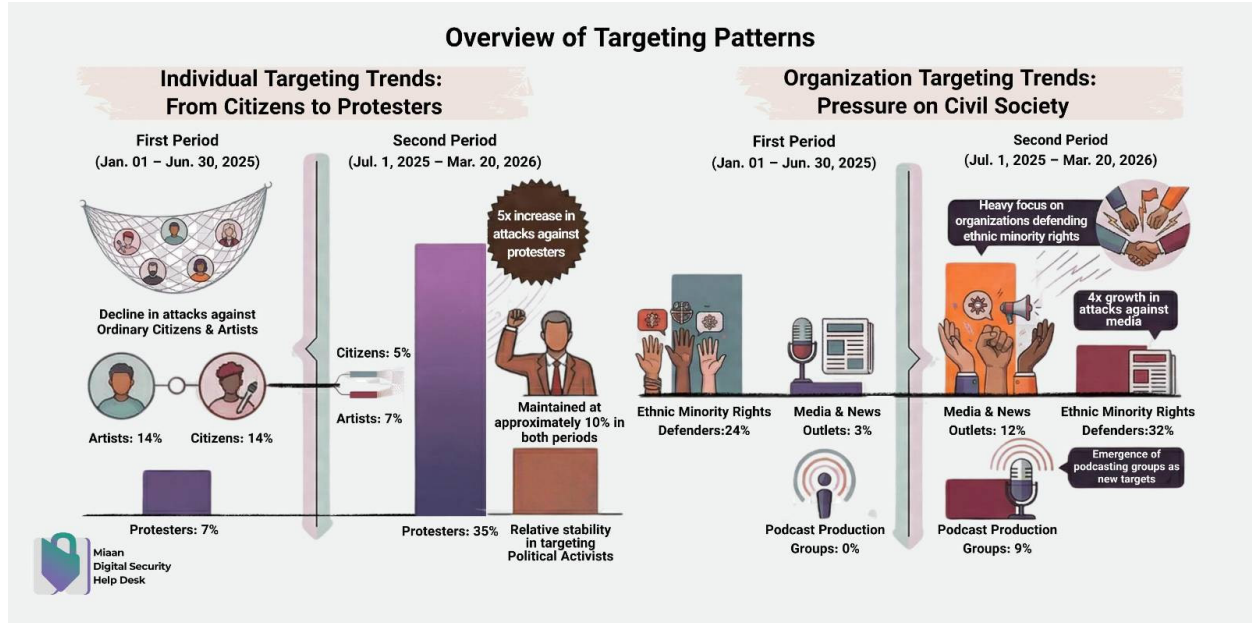 Overview of Targeting Patterns
Individual Targeting Trends:
From Citizens to Protesters
First Period
(Jan. 01 – Jun. 30, 2025)
Second Period
(Jul. 1, 2025 – Mar. 20, 2026)
5x increase in
attacks against
protesters
Decline in attacks against
Ordinary Citizens & Artists
Citizens: 5%
Artists: 7%
Artists: 14%
Citizens: 14%
Maintained at
approximately 10% in
both periods
Protesters: 7%
Protesters: 35%
Relative stability
in targeting
Political Activists
Organization Targeting Trends:
Pressure on Civil Society
First Period
(Jan. 01 – Jun. 30, 2025)
Second Period
(Jul. 1, 2025 – Mar. 20, 2026)
Heavy focus on
organizations defending
ethnic minority rights
4x growth in
attacks against
media
Ethnic Minority Rights
Defenders:24%
Media & News
Outlets: 3%
Media & News
Outlets: 12%
Ethnic Minority Rights
Defenders:32%
Emergence of
podcasting groups as
new targets
Podcast Production
Groups: 0%
Podcast Production
Groups: 9%
Miaan
Digital Security
Help Desk